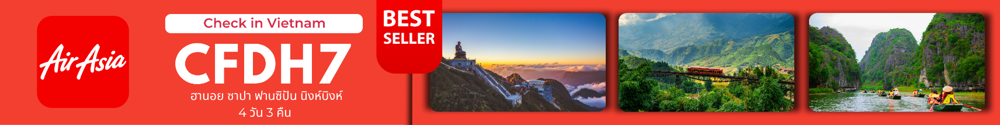 AirAsia
Check in Vietnam
CFDH7
ฮานอย ซาปา ฟานซิปัน นิงห์บิงห์
4 วัน 3 คืน
BEST
SELLER